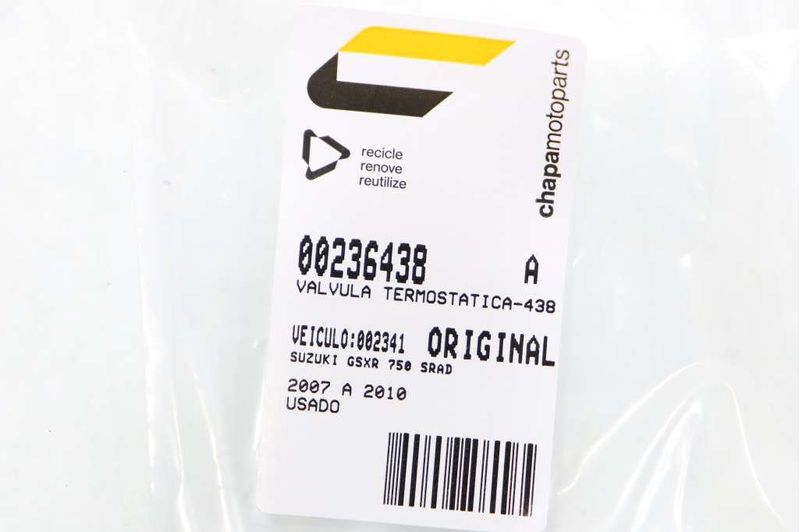 chapamotoparts
recicle
renove
reutilize
00236438 A
VALVULA TERMOSTATICA-438
VEICULO:002341 ORIGINAL
SUZUKI GSXR 750 SRAD
2007 A 2010
USADO